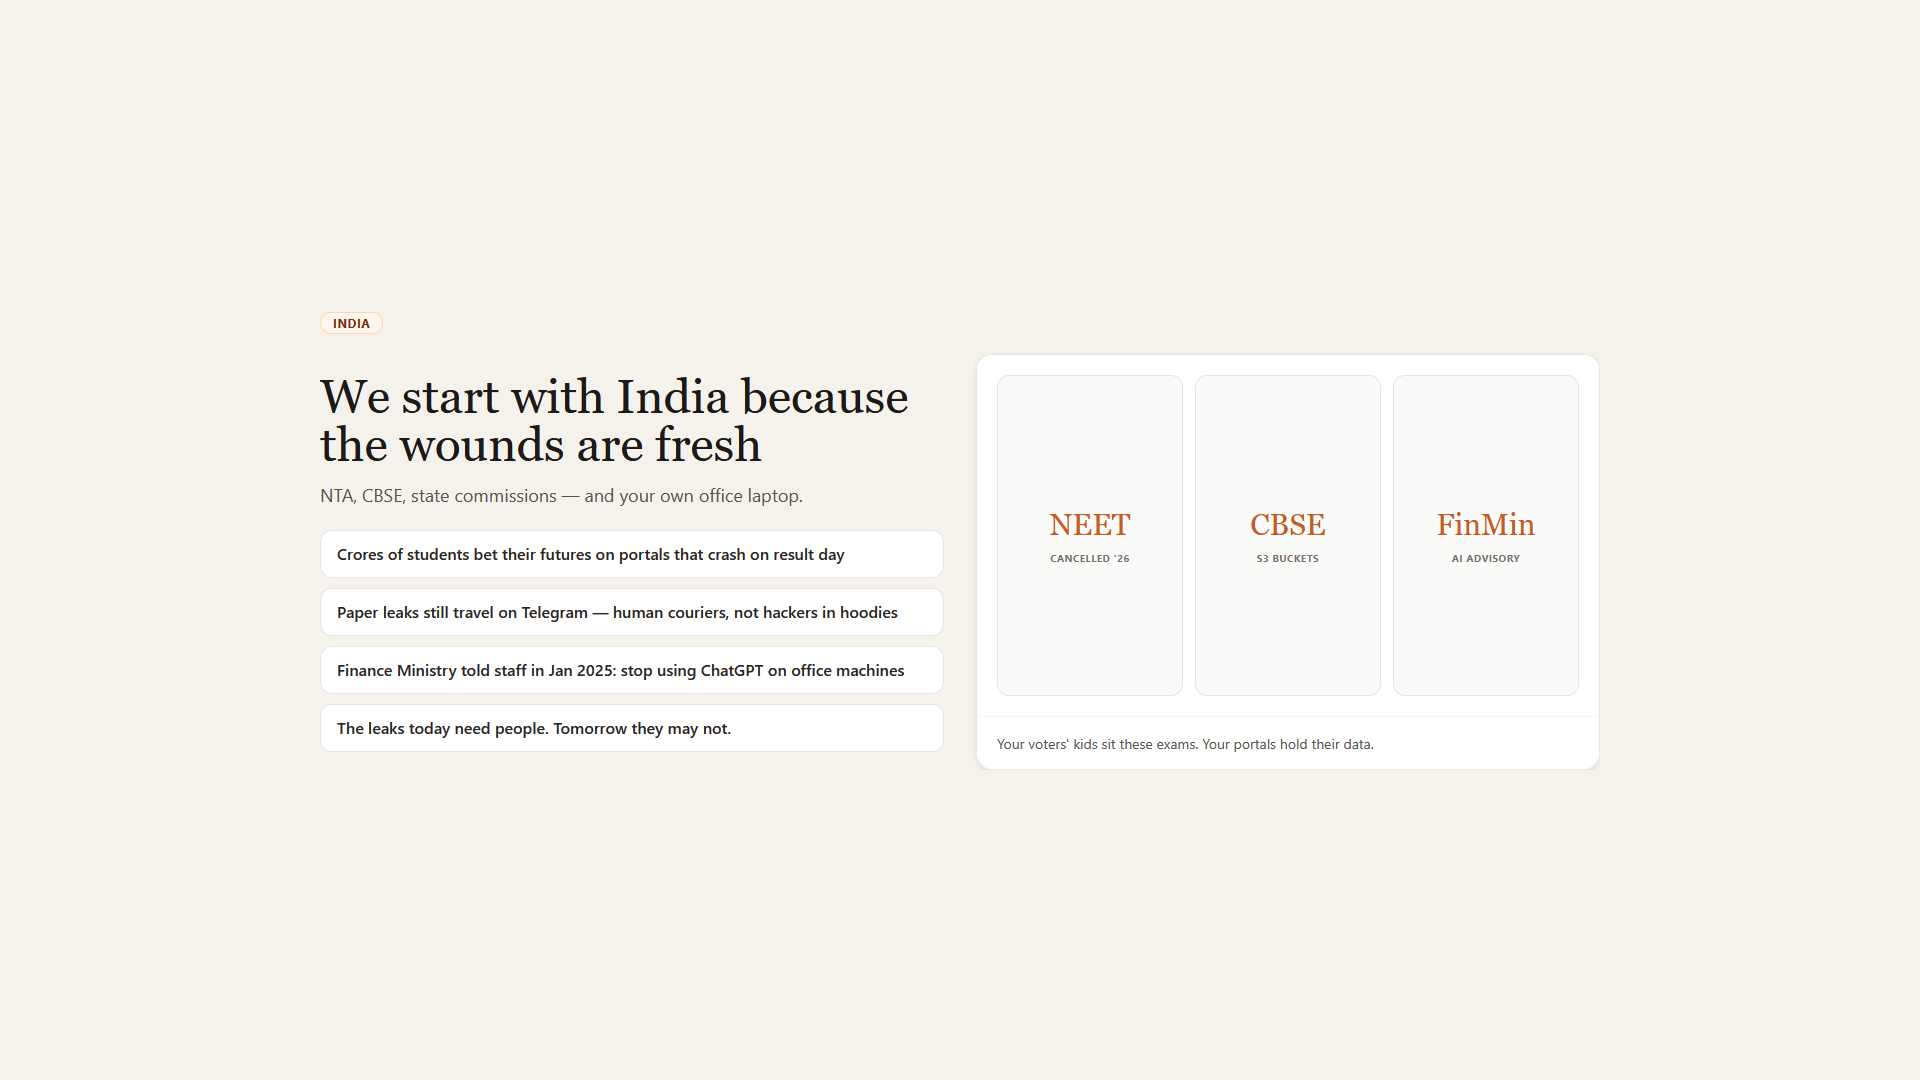 INDIA
We start with India because
the wounds are fresh
NTA, CBSE, state commissions — and your own office laptop.
Crores of students bet their futures on portals that crash on result day
Paper leaks still travel on Telegram — human couriers, not hackers in hoodies
Finance Ministry told staff in Jan 2025: stop using ChatGPT on office machines
The leaks today need people. Tomorrow they may not.
NEET
CANCELLED '26
CBSE
S3 BUCKETS
FinMin
AI ADVISORY
Your voters' kids sit these exams. Your portals hold their data.